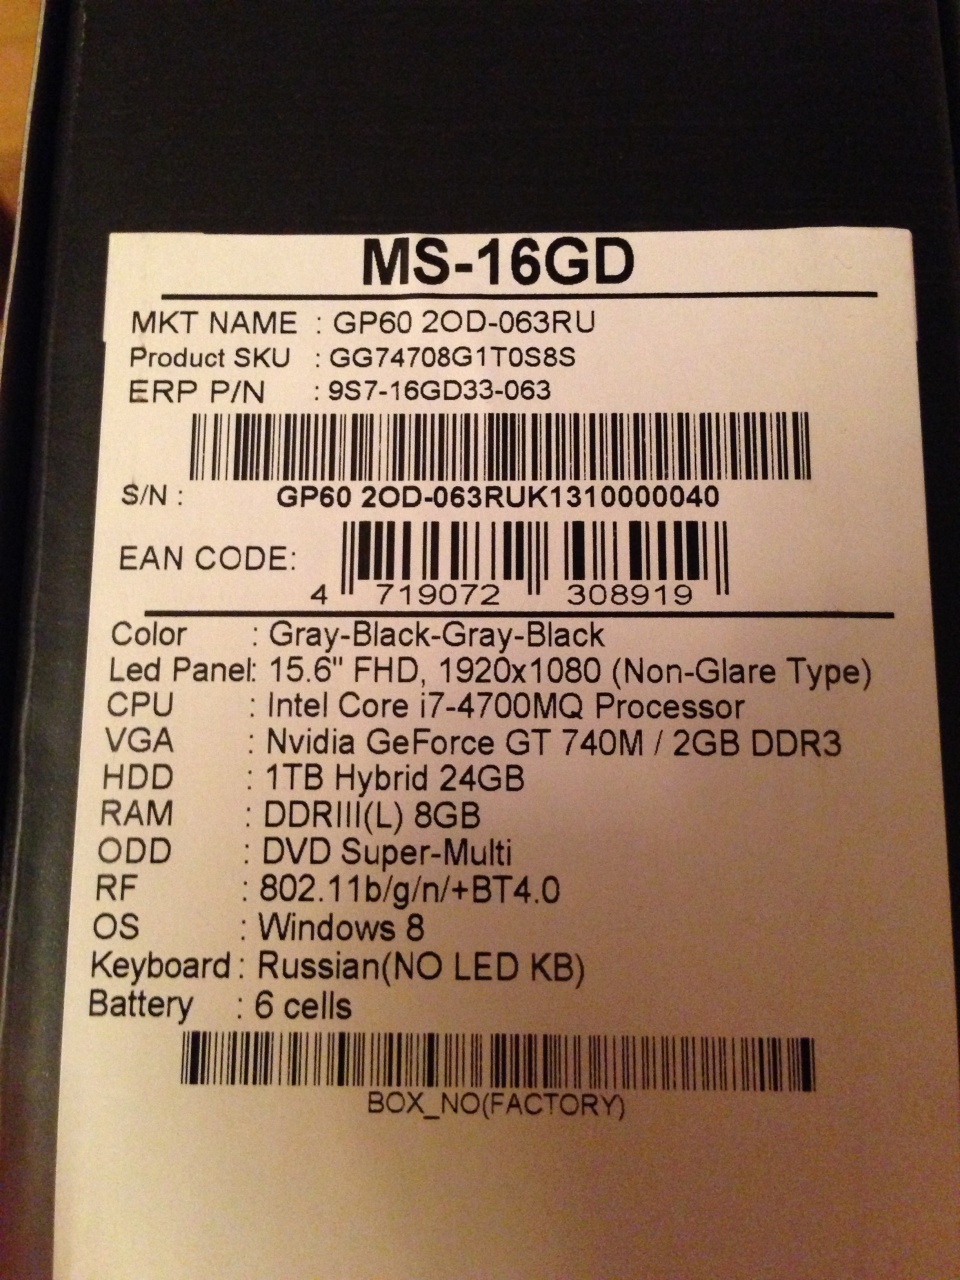 MS-16GD
MKT NAME : GP60 2OD-063RU
Product SKU : GG74708G1T0S8S
ERP P/N : 9S7-16GD33-063
S/N : GP60 2OD-063RUK1310000040
EAN CODE: 4 719072 308919
Color : Gray-Black-Gray-Black
Led Panel: 15.6" FHD, 1920x1080 (Non-Glare Type)
CPU : Intel Core i7-4700MQ Processor
VGA : Nvidia GeForce GT 740M / 2GB DDR3
HDD : 1TB Hybrid 24GB
RAM : DDRIII(L) 8GB
ODD : DVD Super-Multi
RF : 802.11b/g/n/+BT4.0
OS : Windows 8
Keyboard : Russian(NO LED KB)
Battery : 6 cells
BOX_NO(FACTORY)